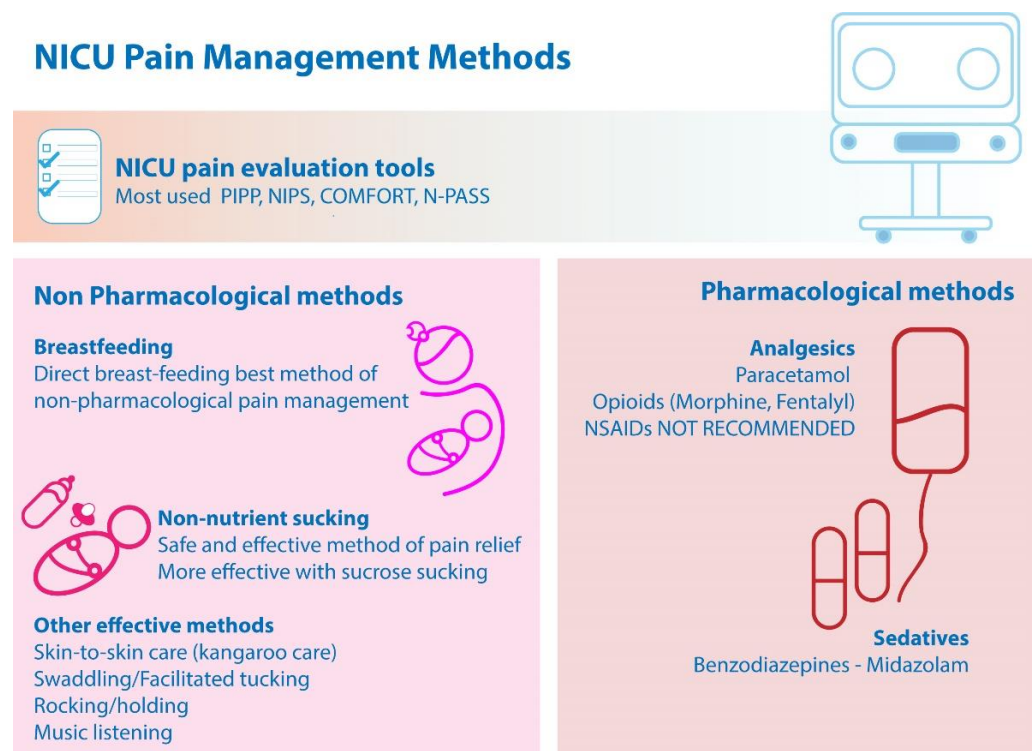 NICU Pain Management Methods
NICU pain evaluation tools
Most used PIPP, NIPS, COMFORT, N-PASS
Non Pharmacological methods
Breastfeeding
Direct breast-feeding best method of
non-pharmacological pain management
Non-nutrient sucking
Safe and effective method of pain relief
More effective with sucrose sucking
Other effective methods
Skin-to-skin care (kangaroo care)
Swaddling/Facilitated tucking
Rocking/holding
Music listening
Pharmacological methods
Analgesics
Paracetamol
Opioids (Morphine, Fentalyl)
NSAIDs NOT RECOMMENDED
Sedatives
Benzodiazepines - Midazolam